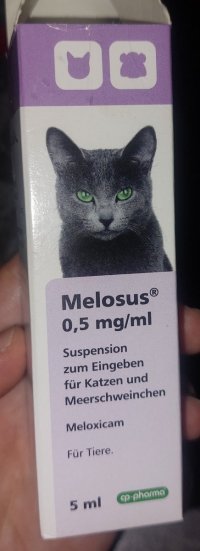 Melosus®
0,5 mg/ml
Suspension
zum Eingeben
für Katzen und
Meerschweinchen
Meloxicam
Für Tiere.
5 ml
cp-pharma